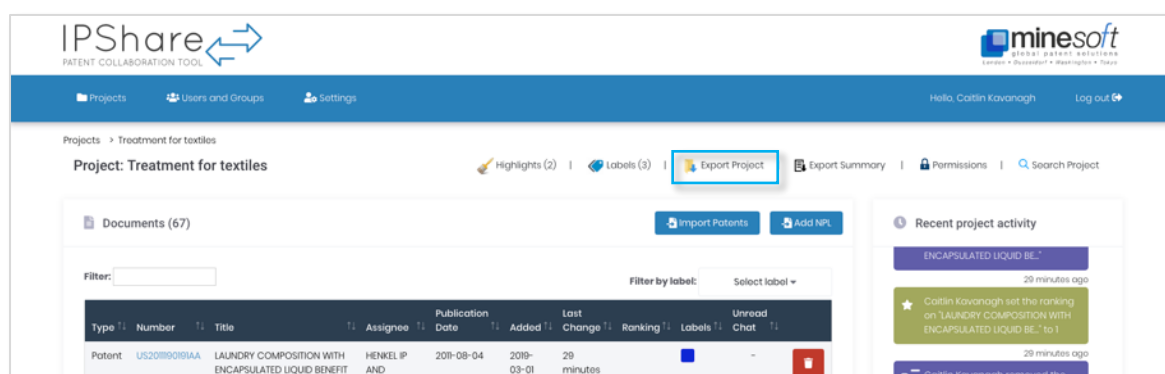 IPShare
PATENT COLLABORATION TOOL
minesoft
global patent solutions
London • Dusseldorf • Washington • Tokyo
Projects Users and Groups Settings Hello, Caitlin Kavanagh Log out
Projects > Treatment for textiles
Project: Treatment for textiles Highlights (2) | Labels (3) | Export Project Export Summary | Permissions | Search Project
Documents (67) Import Patents Add NPL
Filter: Filter by label: Select label
Type Number Title Assignee Publication Date Added Last Change Ranking Labels Unread Chat
Patent US2011190191AA LAUNDRY COMPOSITION WITH HENKEL IP 2011-08-04 2019- 29
ENCAPSULATED LIQUID BENEFIT AND 03-01 minutes
-
Recent project activity
ENCAPSULATED LIQUID BE.."
29 minutes ago
Caitlin Kavanagh set the ranking
on "LAUNDRY COMPOSITION WITH
ENCAPSULATED LIQUID BE.." to 1
29 minutes ago
Caitlin Kavanagh removed the